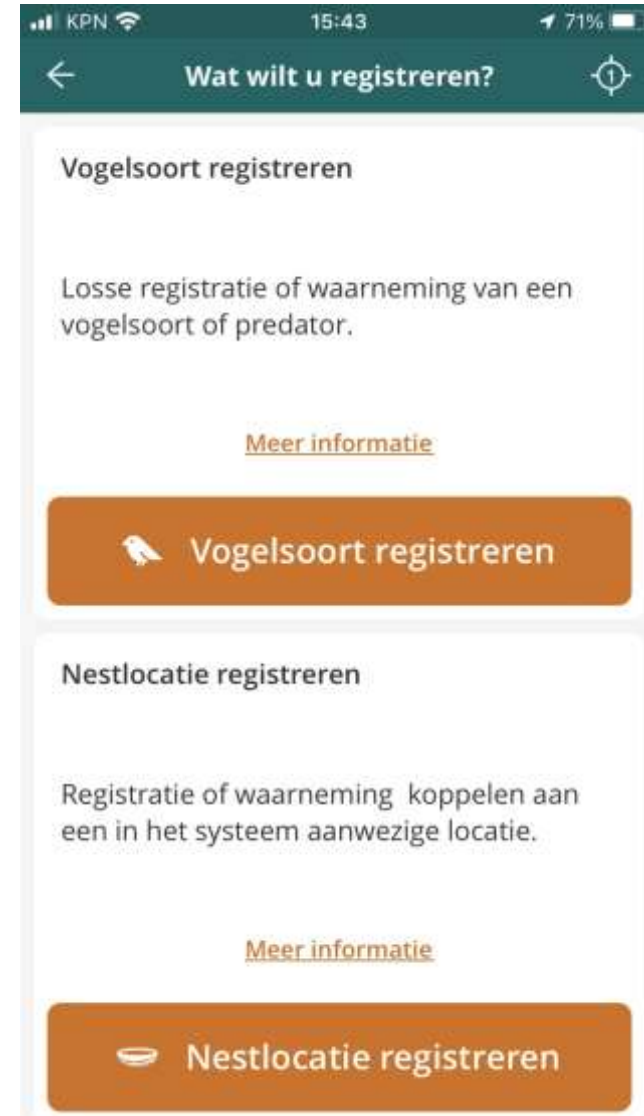 KPN 15:43 71%
Wat wilt u registreren? 1
Vogelsoort registreren
Losse registratie of waarneming van een
vogelsoort of predator.
Meer informatie
Vogelsoort registreren
Nestlocatie registreren
Registratie of waarneming  koppelen aan
een in het systeem aanwezige locatie.
Meer informatie
Nestlocatie registreren